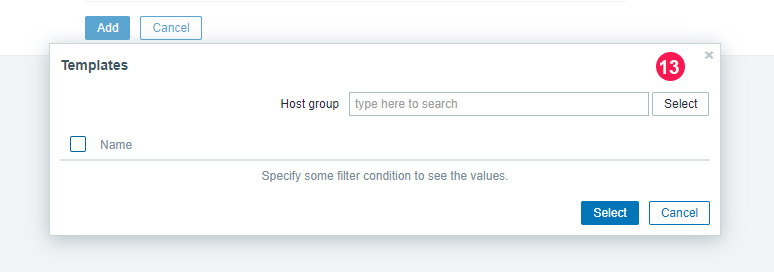 Add Cancel
Templates ×
13
Host group type here to search Select
Name
Specify some filter condition to see the values.
Select Cancel